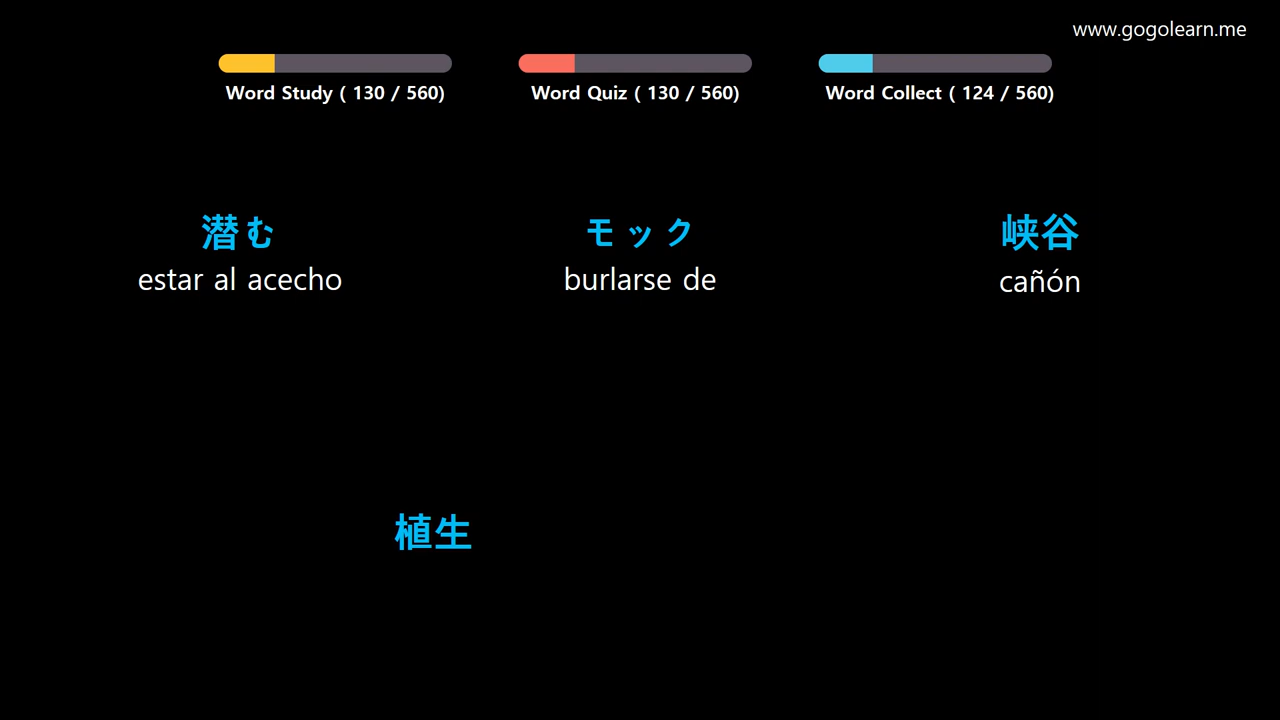 www.gogolearn.me
Word Study ( 130 / 560)
Word Quiz ( 130 / 560)
Word Collect ( 124 / 560)
潜む
estar al acecho
モック
burlarse de
峡谷
cañón
植生